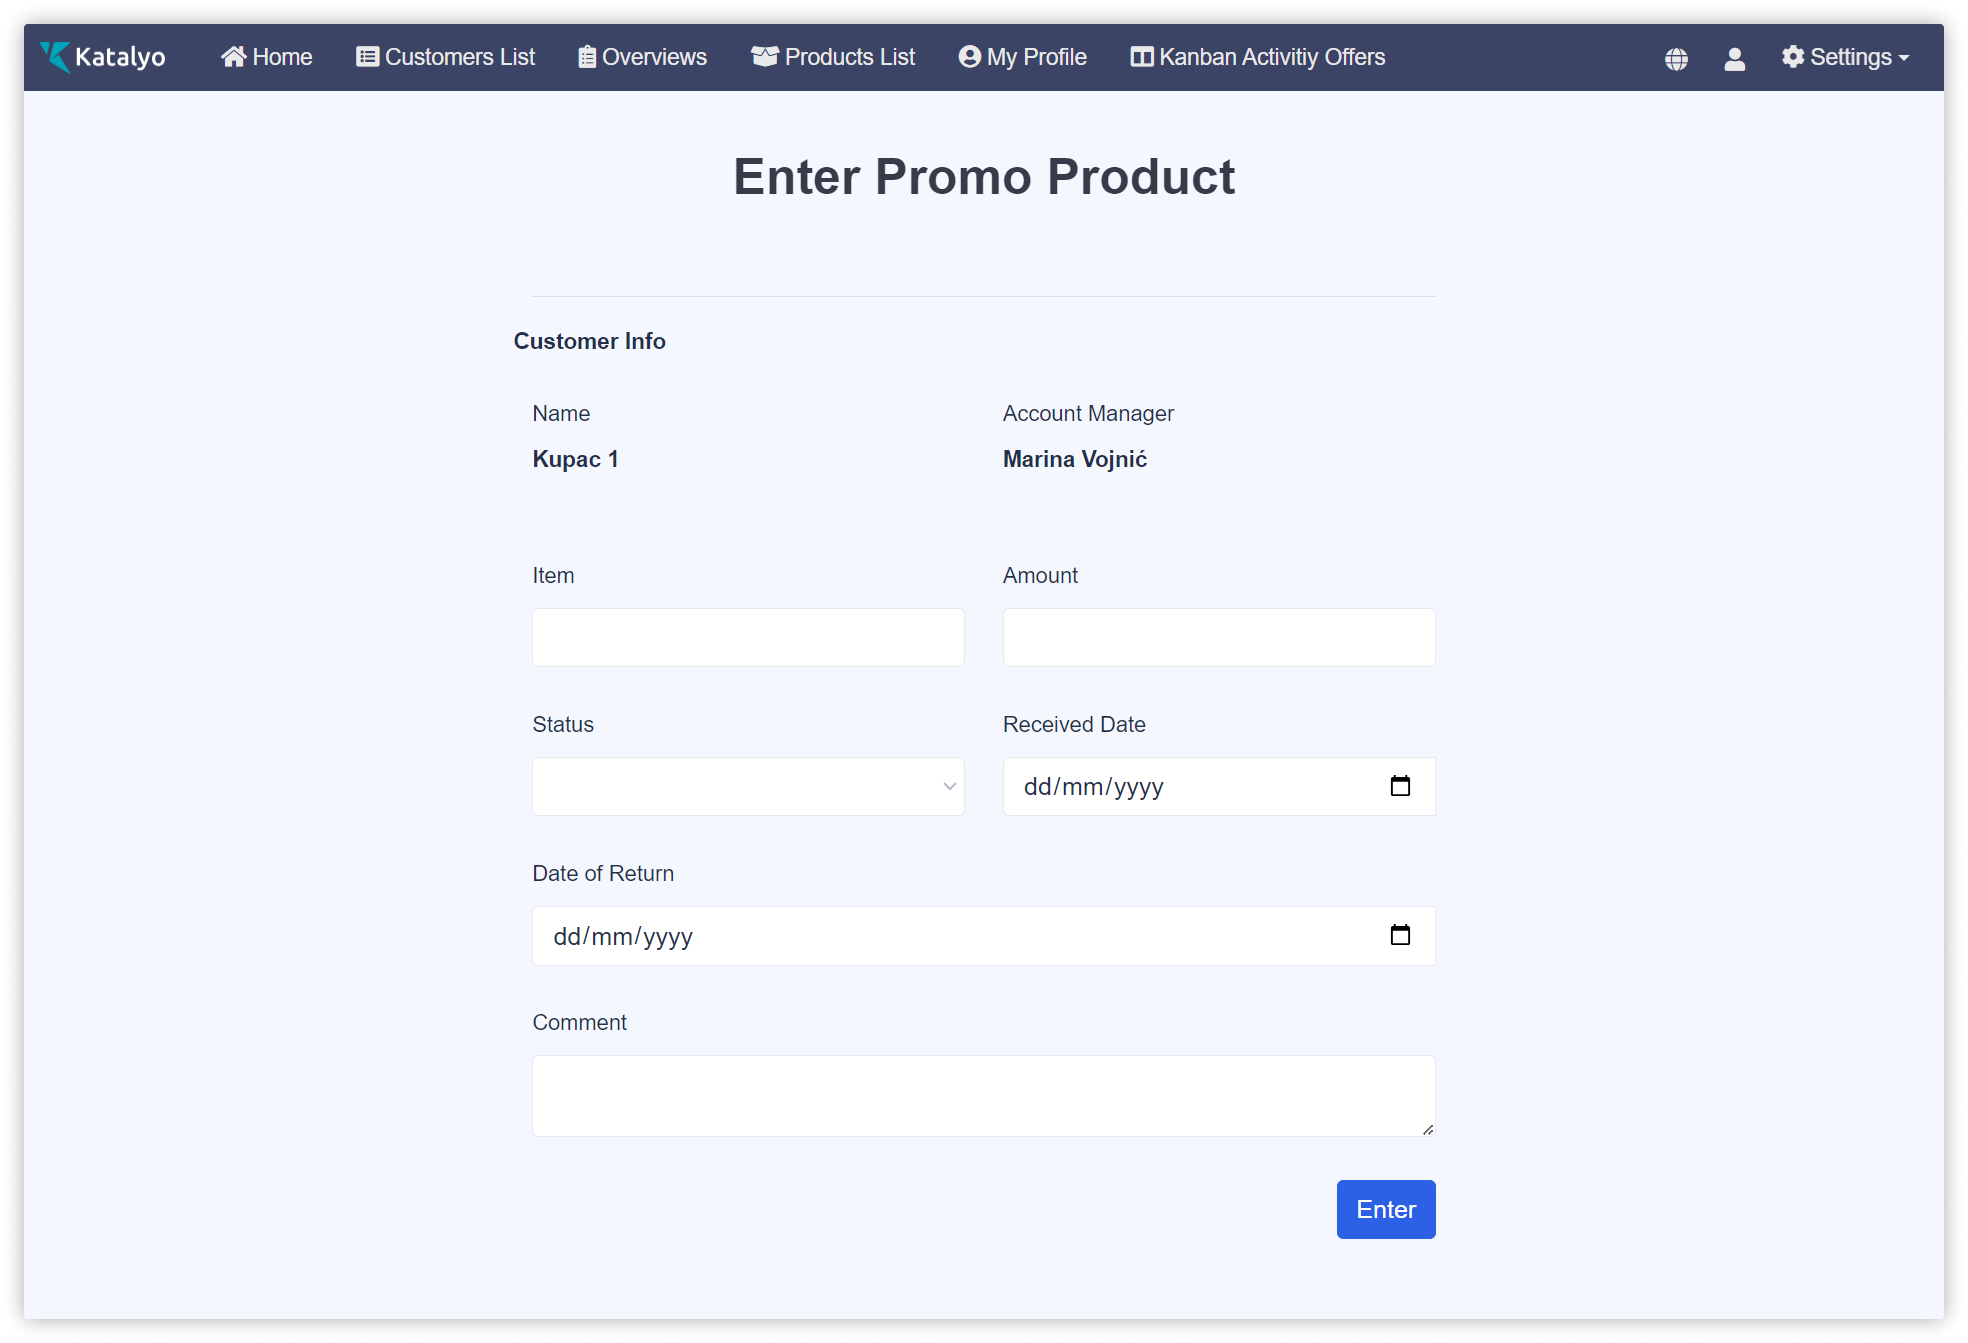 Katalyo Home Customers List Overviews Products List My Profile Kanban Activitiy Offers Settings
Enter Promo Product
Customer Info
Name Account Manager
Kupac 1 Marina Vojnić
Item Amount
Status Received Date
dd/mm/yyyy
Date of Return
dd/mm/yyyy
Comment
Enter